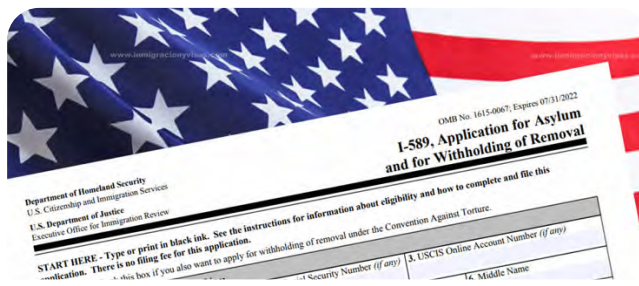 www.inmigracionyvisas.com
OMB No. 1615-0067; Expires 07/31/2022
I-589, Application for Asylum
and for Withholding of Removal
Department of Homeland Security
U.S. Citizenship and Immigration Services
U.S. Department of Justice
Executive Office for Immigration Review
START HERE - Type or print in black ink. See the instructions for information about eligibility and how to complete and file this
application. There is no filing fee for this application.
this box if you also want to apply for withholding of removal under the Convention Against Torture.
Security Number (if any)
3. USCIS Online Account Number (if any)
6. Middle Name